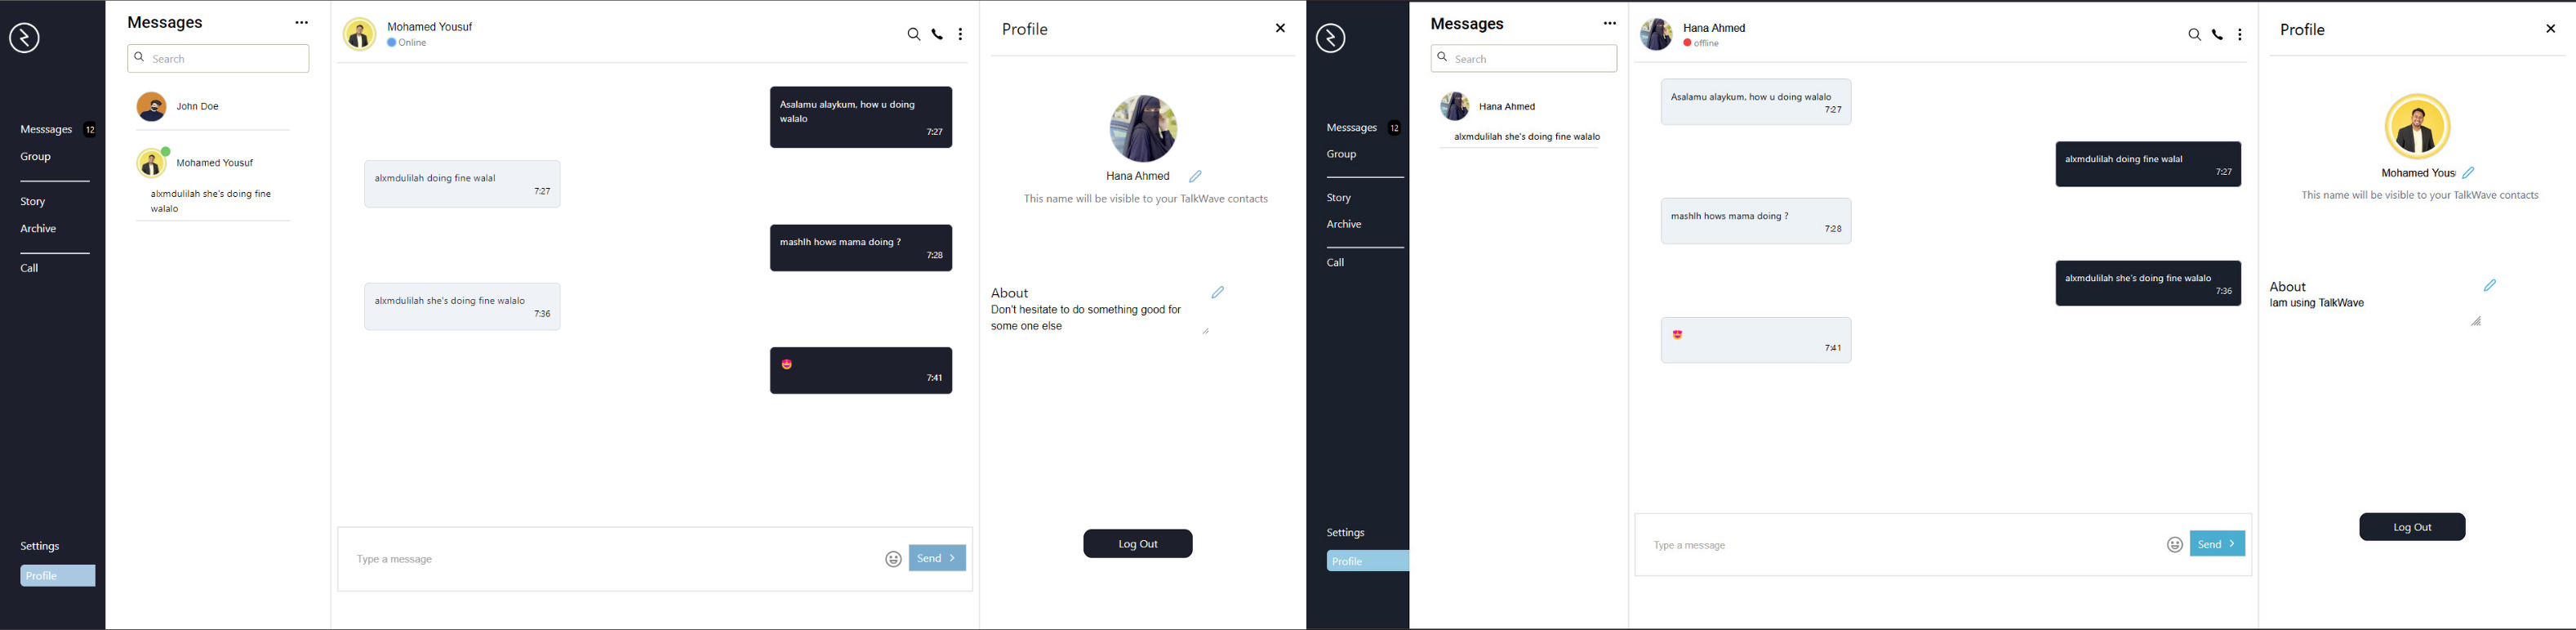 Messsages 12
Group
Story
Archive
Call
Settings
Profile
Messages
Search
John Doe
Mohamed Yousuf
alxmdulilah she's doing fine
walalo
Mohamed Yousuf
Online
Asalamu alaykum, how u doing
walalo
7:27
alxmdulilah doing fine walal
7:27
mashlh hows mama doing ?
7:28
alxmdulilah she's doing fine walalo
7:36
7:41
Type a message
Send
Profile
Hana Ahmed
This name will be visible to your TalkWave contacts
About
Don't hesitate to do something good for
some one else
Log Out
Messsages 12
Group
Story
Archive
Call
Settings
Profile
Messages
Search
Hana Ahmed
alxmdulilah she's doing fine walalo
Hana Ahmed
offline
Asalamu alaykum, how u doing walalo
7:27
alxmdulilah doing fine walal
7:27
mashlh hows mama doing ?
7:28
alxmdulilah she's doing fine walalo
7:36
7:41
Type a message
Send
Profile
Mohamed Yous
This name will be visible to your TalkWave contacts
About
Iam using TalkWave
Log Out